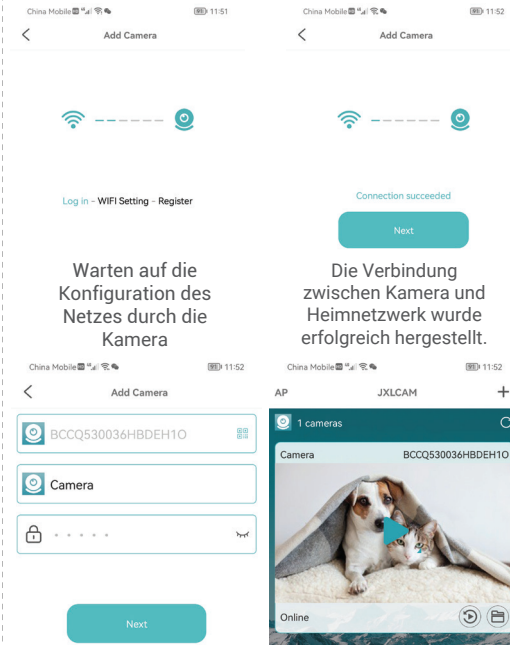 China Mobile 11:51
Add Camera
Log in - WIFI Setting - Register
Warten auf die
Konfiguration des
Netzes durch die
Kamera
China Mobile 11:52
Add Camera
Connection succeeded
Next
Die Verbindung
zwischen Kamera und
Heimnetzwerk wurde
erfolgreich hergestellt.
China Mobile 11:52
Add Camera
BCCQ530036HBDEH1O
Camera
Next
China Mobile 11:52
AP JXLCAM +
1 cameras
Camera BCCQ530036HBDEH1O
Online